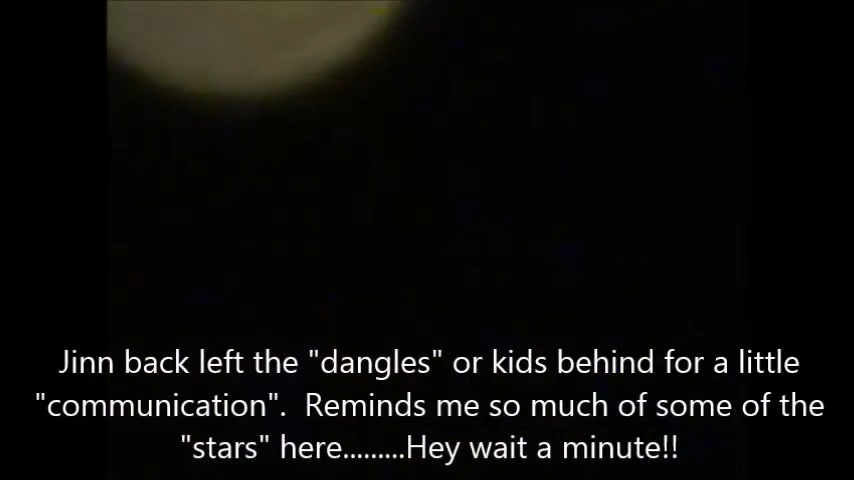 Jinn back left the "dangles" or kids behind for a little
"communication".  Reminds me so much of some of the
"stars" here.........Hey wait a minute!!